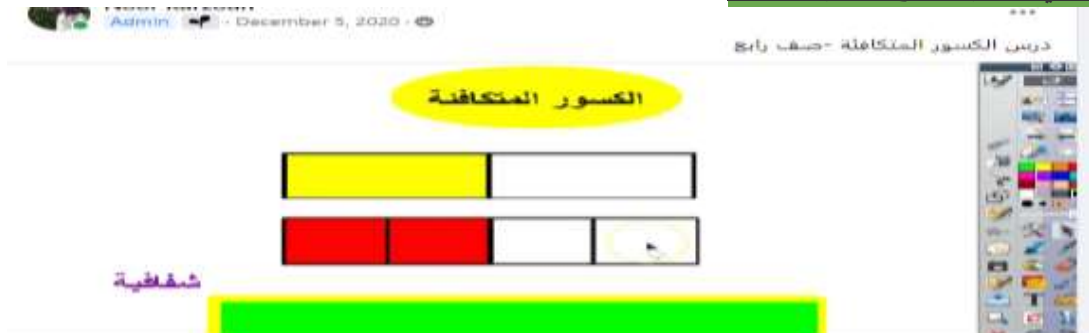 Admin · December 5, 2020 ·
درس الكسور المتكافئة -صف رابع
الكسور المتكافئة
شفافية